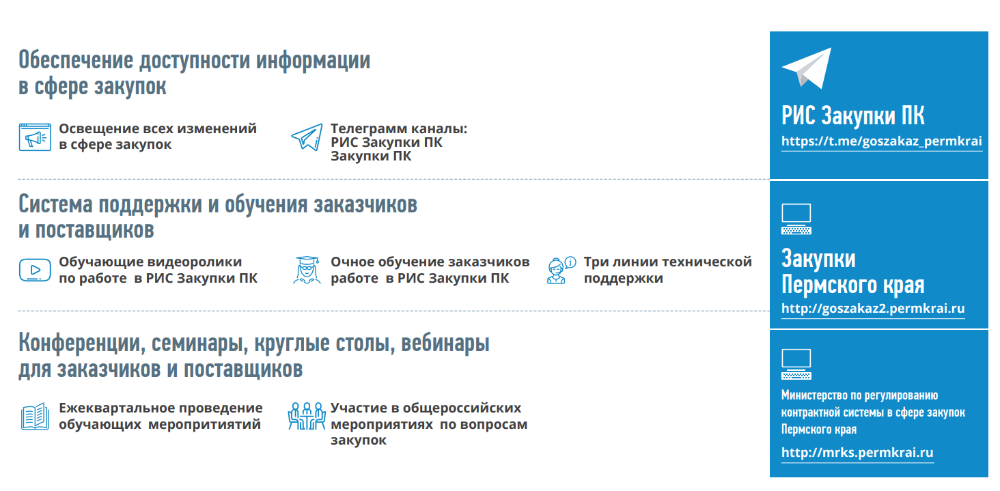 Обеспечение доступности информации
в сфере закупок
Освещение всех изменений
в сфере закупок
Телеграмм каналы:
РИС Закупки ПК
Закупки ПК
Система поддержки и обучения заказчиков
и поставщиков
Обучающие видеоролики
по работе в РИС Закупки ПК
Очное обучение заказчиков
работе в РИС Закупки ПК
Три линии технической
поддержки
Конференции, семинары, круглые столы, вебинары
для заказчиков и поставщиков
Ежеквартальное проведение
обучающих меропритиятий
Участие в общероссийских
мероприятиях по вопросам
закупок
РИС Закупки ПК
https://t.me/goszakaz_permkrai
Закупки
Пермского края
http://goszakaz2.permkrai.ru
Министерство по регулированию
контрактной системы в сфере закупок
Пермского края
http://mrks.permkrai.ru